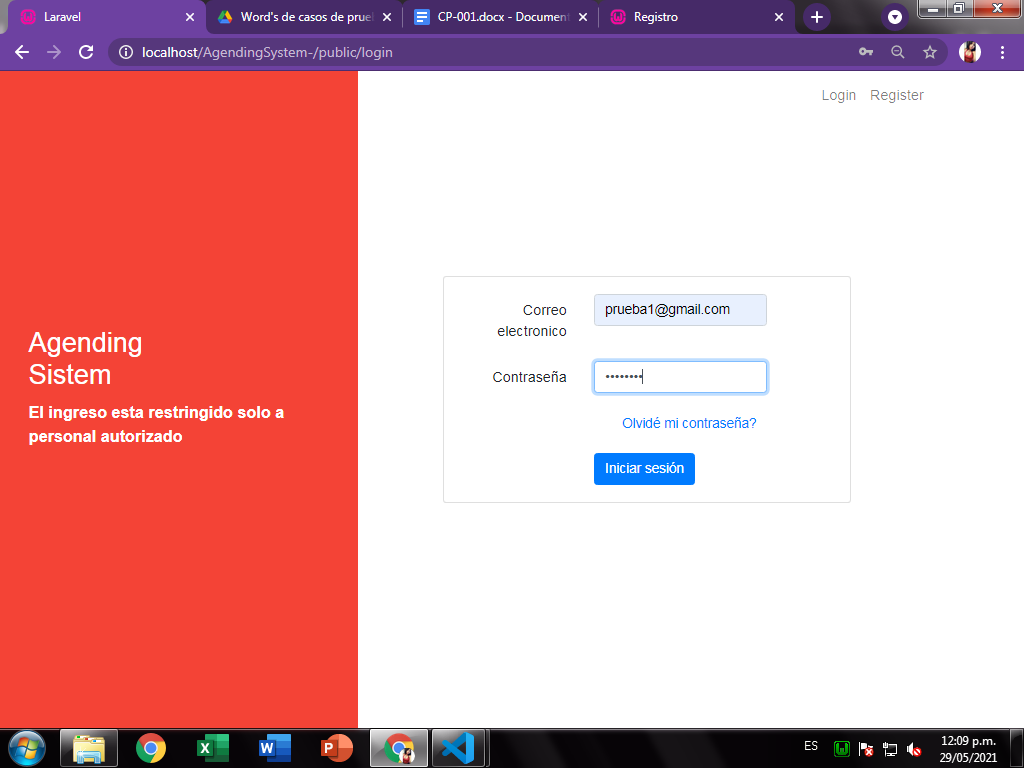 Laravel
Word's de casos de prue
CP-001.docx - Document
Registro
localhost/AgendingSystem-/public/login
Login Register
Correo
electronico
prueba1@gmail.com
Contraseña
Olvidé mi contraseña?
Iniciar sesión
Agending
Sistem
El ingreso esta restringido solo a
personal autorizado
ES
12:09 p.m.
29/05/2021